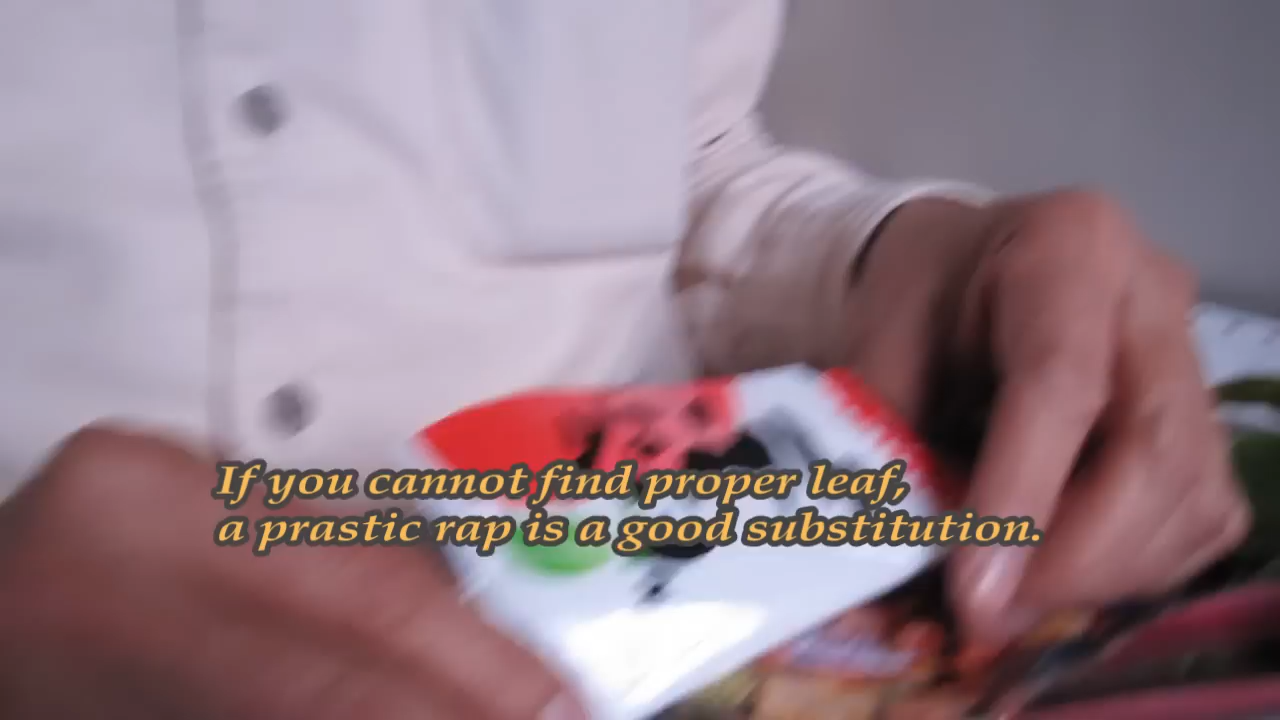 If you cannot find proper leaf,
a prastic rap is a good substitution.